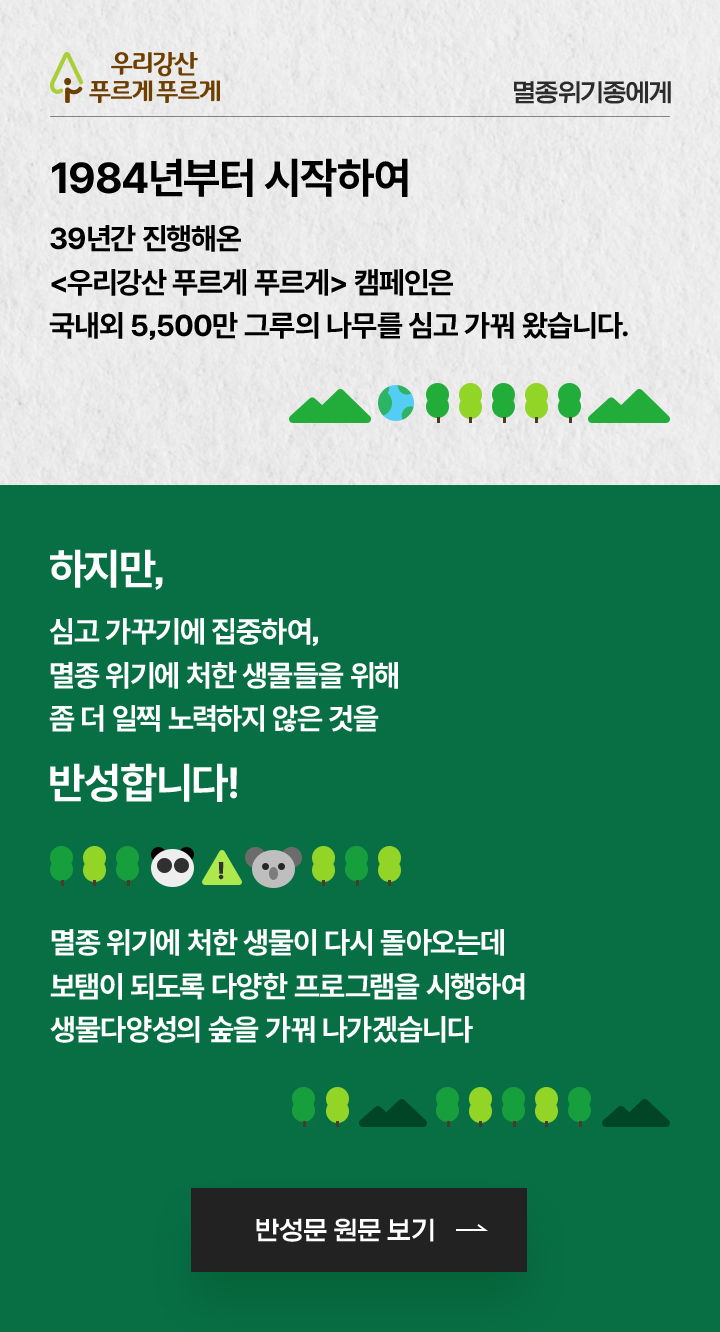 우리강산
푸르게 푸르게
멸종위기종에게
1984년부터 시작하여
39년간 진행해온
<우리강산 푸르게 푸르게> 캠페인은
국내외 5,500만 그루의 나무를 심고 가꿔 왔습니다.
하지만,
심고 가꾸기에 집중하여,
멸종 위기에 처한 생물들을 위해
좀 더 일찍 노력하지 않은 것을
반성합니다!
!
멸종 위기에 처한 생물이 다시 돌아오는데
보탬이 되도록 다양한 프로그램을 시행하여
생물다양성의 숲을 가꿔 나가겠습니다
반성문 원문 보기